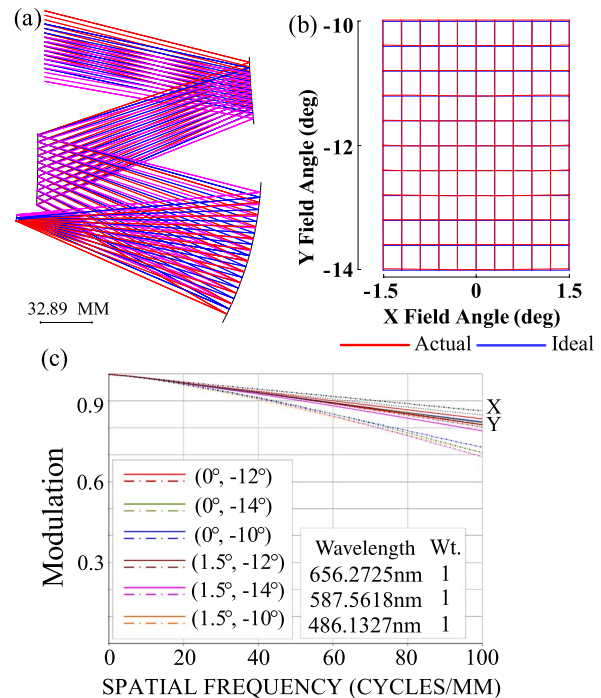 (a)
32.89 MM
(b)
-10
-12
-14
Y Field Angle (deg)
-1.5
0
1.5
X Field Angle (deg)
Actual
Ideal
(c)
0.9
0.6
0.3
Modulation
X
Y
(0°, -12°)
(0°, -14°)
(0°, -10°)
(1.5°, -12°)
(1.5°, -14°)
(1.5°, -10°)
Wavelength Wt.
656.2725nm 1
587.5618nm 1
486.1327nm 1
0
20
40
60
80
100
SPATIAL FREQUENCY (CYCLES/MM)